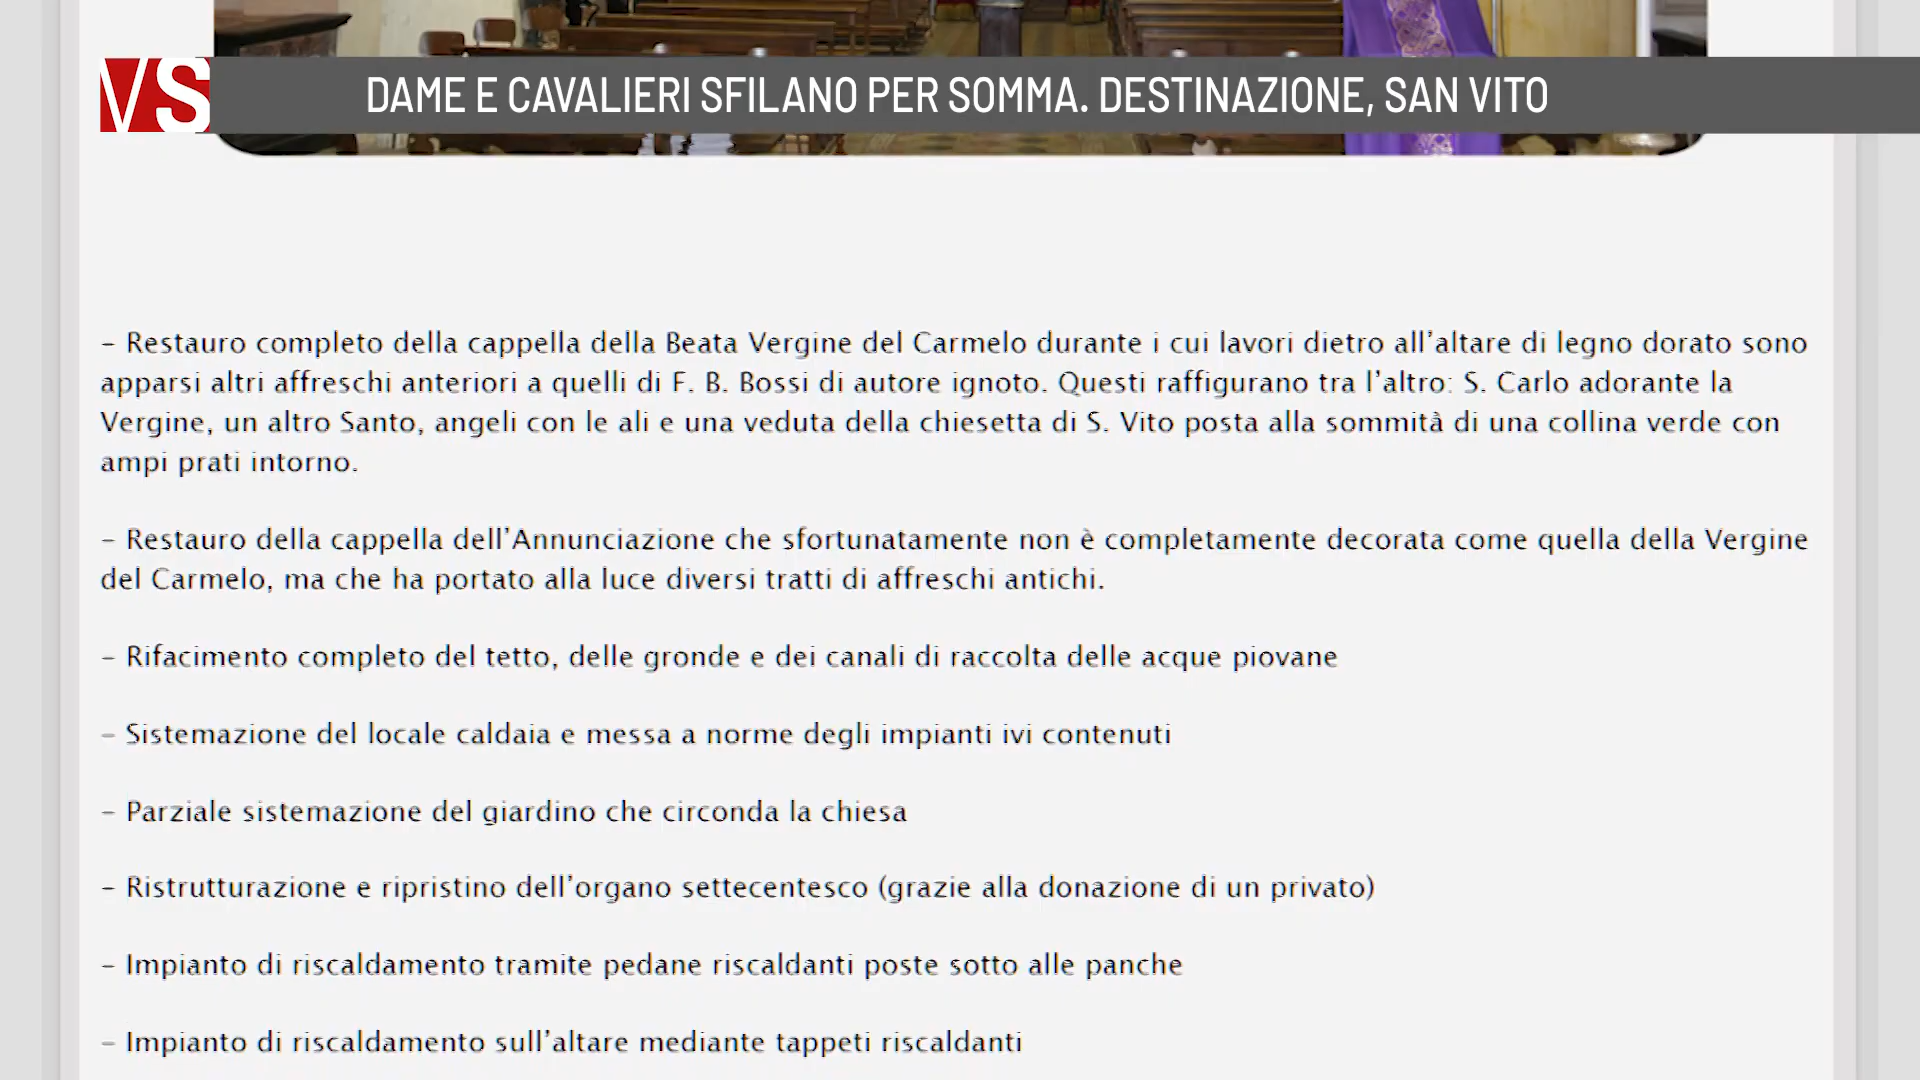 VS
DAME E CAVALIERI SFILANO PER SOMMA. DESTINAZIONE, SAN VITO
– Restauro completo della cappella della Beata Vergine del Carmelo durante i cui lavori dietro all’altare di legno dorato sono
apparsi altri affreschi anteriori a quelli di F. B. Bossi di autore ignoto. Questi raffigurano tra l’altro: S. Carlo adorante la
Vergine, un altro Santo, angeli con le ali e una veduta della chiesetta di S. Vito posta alla sommità di una collina verde con
ampi prati intorno.
– Restauro della cappella dell’Annunciazione che sfortunatamente non è completamente decorata come quella della Vergine
del Carmelo, ma che ha portato alla luce diversi tratti di affreschi antichi.
– Rifacimento completo del tetto, delle gronde e dei canali di raccolta delle acque piovane
– Sistemazione del locale caldaia e messa a norme degli impianti ivi contenuti
– Parziale sistemazione del giardino che circonda la chiesa
– Ristrutturazione e ripristino dell’organo settecentesco (grazie alla donazione di un privato)
– Impianto di riscaldamento tramite pedane riscaldanti poste sotto alle panche
– Impianto di riscaldamento sull’altare mediante tappeti riscaldanti